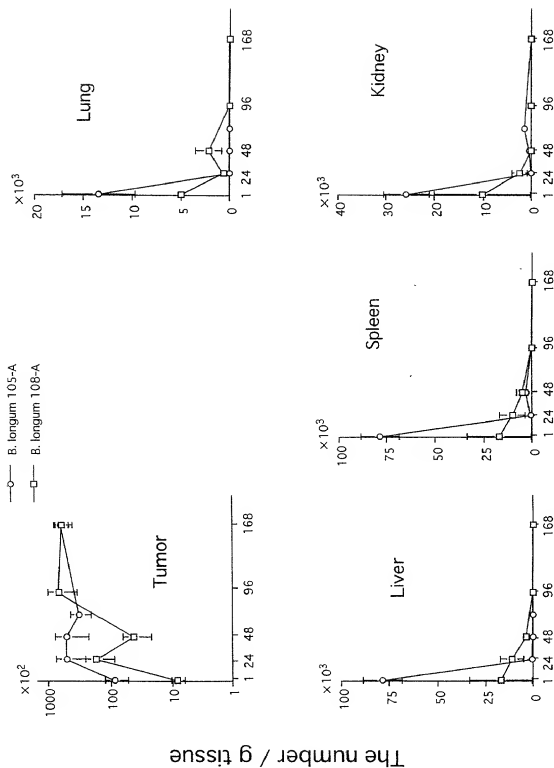 B. longum 105-A
B. longum 108-A
The number / g tissue
×10²
1000
100
10
1
Tumor
1 24 48 96 168
×10³
20
15
10
5
0
Lung
1 24 48 96 168
×10³
100
75
50
25
0
Liver
1 24 48 96 168
×10³
100
75
50
25
0
Spleen
1 24 48 96 168
×10³
40
30
20
10
0
Kidney
1 24 48 96 168